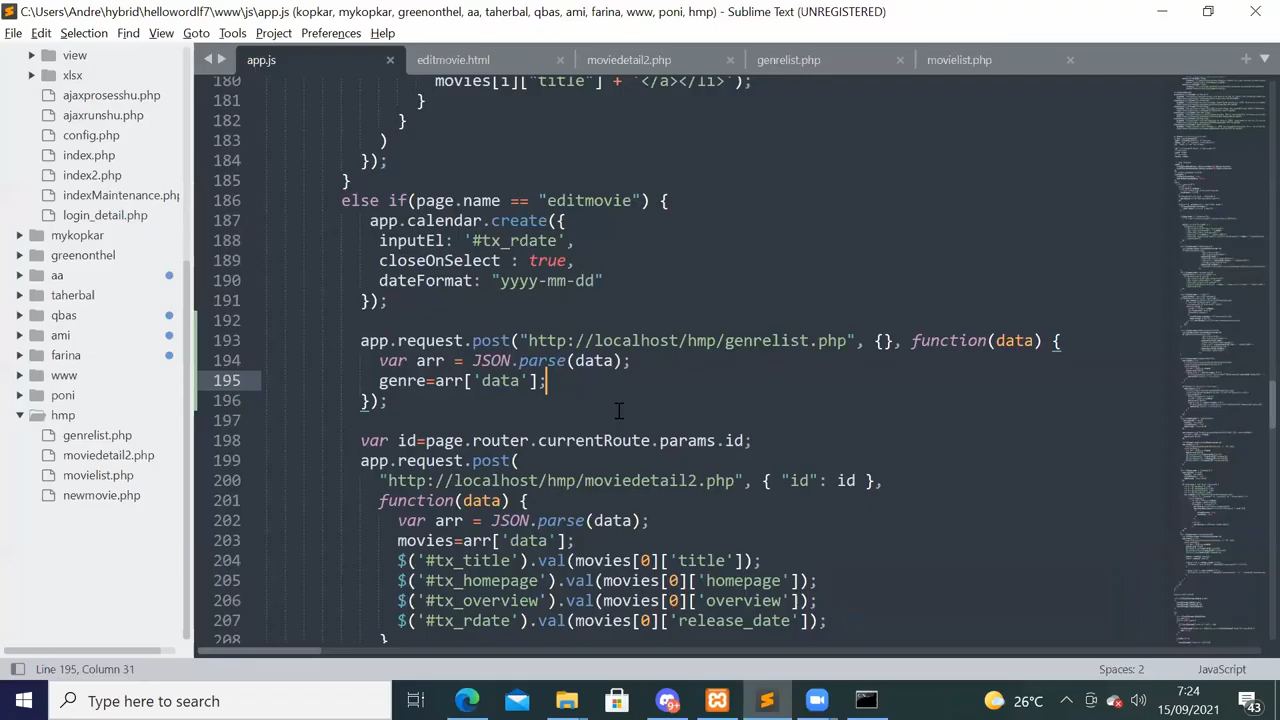 C:\Users\Andre\hybrid\hellowordlf7\www\js\app.js (kopkar, mykopkar, greenonthel, aa, taherbal, qbas, ami, farina, www, poni, hmp) - Sublime Text (UNREGISTERED)
File Edit Selection Find View Goto Tools Project Preferences Help
app.js × editmovie.html × moviedetail2.php × genrelist.php × movielist.php ×
view
xlsx
ajaxprosesshu.php
ajaxrunshu.php
config.php
index.php
index2.php
indexMaintenance.php
login_detail.php
mykopkar
greenthel
aa
taherbal
qbas
ami
farina
www
poni
hmp
genrelist.php
moviedetail2.php
movielist.php
newmovie.php
180 movies[i]["title"] + `</a></li>`);
181 }
182 }
183 )
184 });
185 }
186 else if(page.name == "editmovie") {
187 app.calendar.create({
188 inputEl: '#tx_rdate',
189 closeOnSelect : true,
190 dateFormat: "yyyy-mm-dd"
191 });
192
193 "http://localhost/hmp/genrelist.php", {}, function(data) {
194 var arr = JSON.parse(data);
195 genre=arr['data'];
196 });
197
198 var id=page.router.currentRoute.params.id;
199
200 "http://localhost/hmp/moviedetail2.php", { "id": id },
201 function(data) {
202 var arr = JSON.parse(data);
203 movies=arr['data'];
204 .val(movies[0]['title'])
205 $('#tx_homepage').val(movies[0]['homepage']);
206 $('#tx_overview').val(movies[0]['overview']);
207 $('#tx_rdate').val(movies[0]['release_date']);
208 }
Line 195, Column 31 Spaces: 2 JavaScript
Type here to search 26°C 7:24
15/09/2021 43